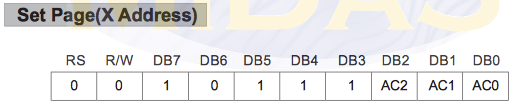 Set Page(X Address)
RS R/W DB7 DB6 DB5 DB4 DB3 DB2 DB1 DB0
0 0 1 0 1 1 1 AC2 AC1 AC0